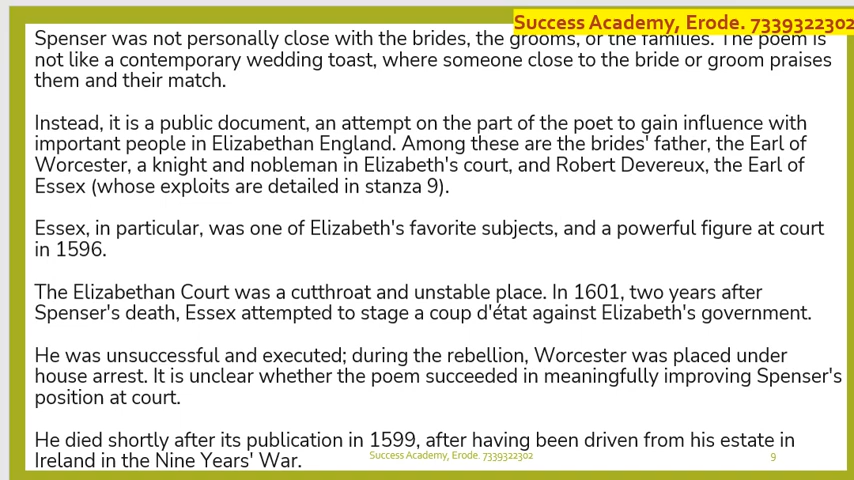 Success Academy, Erode. 7339322302
Spenser was not personally close with the brides, the grooms, or the families. The poem is
not like a contemporary wedding toast, where someone close to the bride or groom praises
them and their match.
Instead, it is a public document, an attempt on the part of the poet to gain influence with
important people in Elizabethan England. Among these are the brides' father, the Earl of
Worcester, a knight and nobleman in Elizabeth's court, and Robert Devereux, the Earl of
Essex (whose exploits are detailed in stanza 9).
Essex, in particular, was one of Elizabeth's favorite subjects, and a powerful figure at court
in 1596.
The Elizabethan Court was a cutthroat and unstable place. In 1601, two years after
Spenser's death, Essex attempted to stage a coup d'état against Elizabeth's government.
He was unsuccessful and executed; during the rebellion, Worcester was placed under
house arrest. It is unclear whether the poem succeeded in meaningfully improving Spenser's
position at court.
He died shortly after its publication in 1599, after having been driven from his estate in
Ireland in the Nine Years' War.
Success Academy, Erode. 7339322302
9